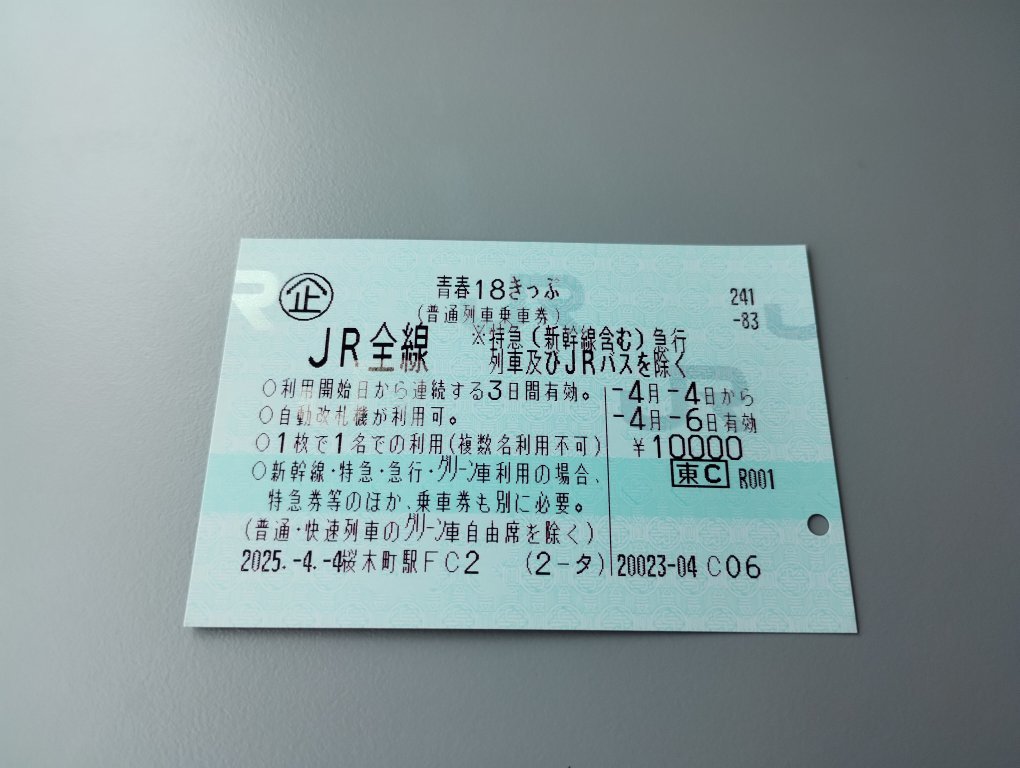 企
青春18きっぷ
241
-83
(普通列車乗車券)
JR全線
※特急(新幹線含む)急行
列車及びJRバスを除く
○利用開始日から連続する3日間有効。
-4月-4日から
○自動改札機が利用可。
-4月-6日有効
○1枚で1名での利用(複数名利用不可)
¥10000
○新幹線・特急・急行・グリーン車利用の場合、
東C R001
特急券等のほか、乗車券も別に必要。
(普通・快速列車のグリーン車自由席を除く)
2025.-4.-4桜木町駅FC2 (2-タ) 20023-04 C06